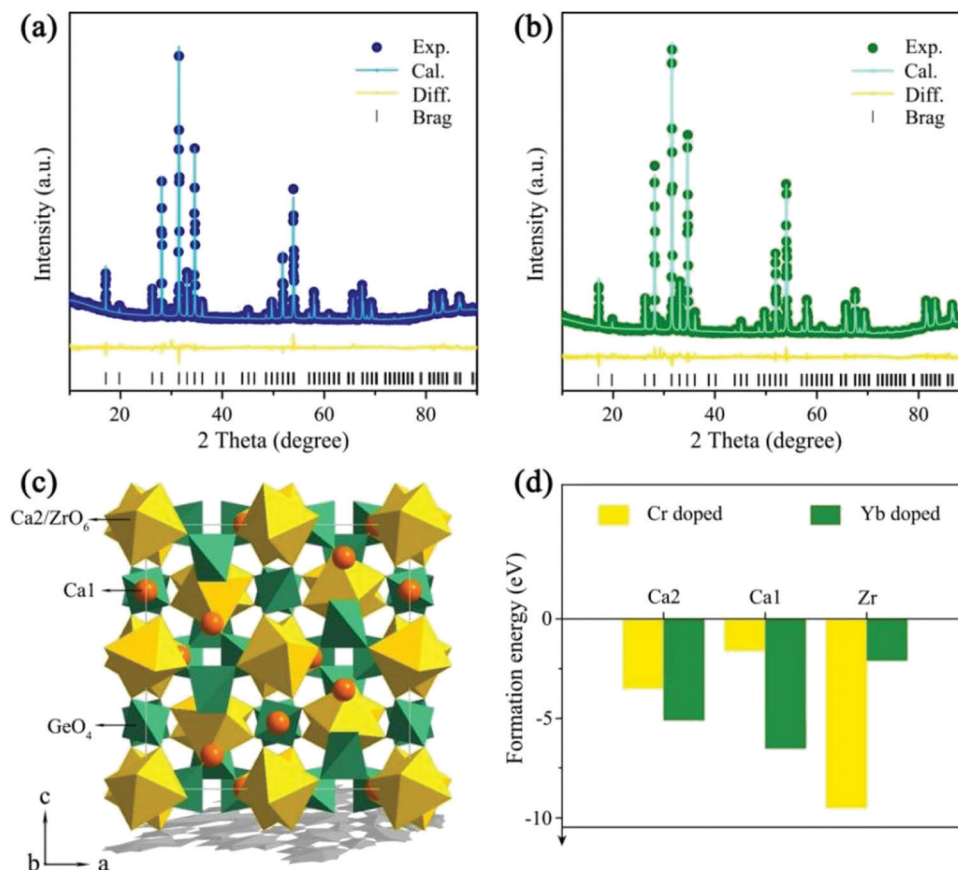 (a)
Exp.
Cal.
Diff.
Brag
Intensity (a.u.)
20 40 60 80
2 Theta (degree)
(b)
Exp.
Cal.
Diff.
Brag
Intensity (a.u.)
20 40 60 80
2 Theta (degree)
(c)
Ca2/ZrO₆
Ca1
GeO₄
c
b a
(d)
Cr doped Yb doped
Ca2 Ca1 Zr
Formation energy (eV)
0
-5
-10